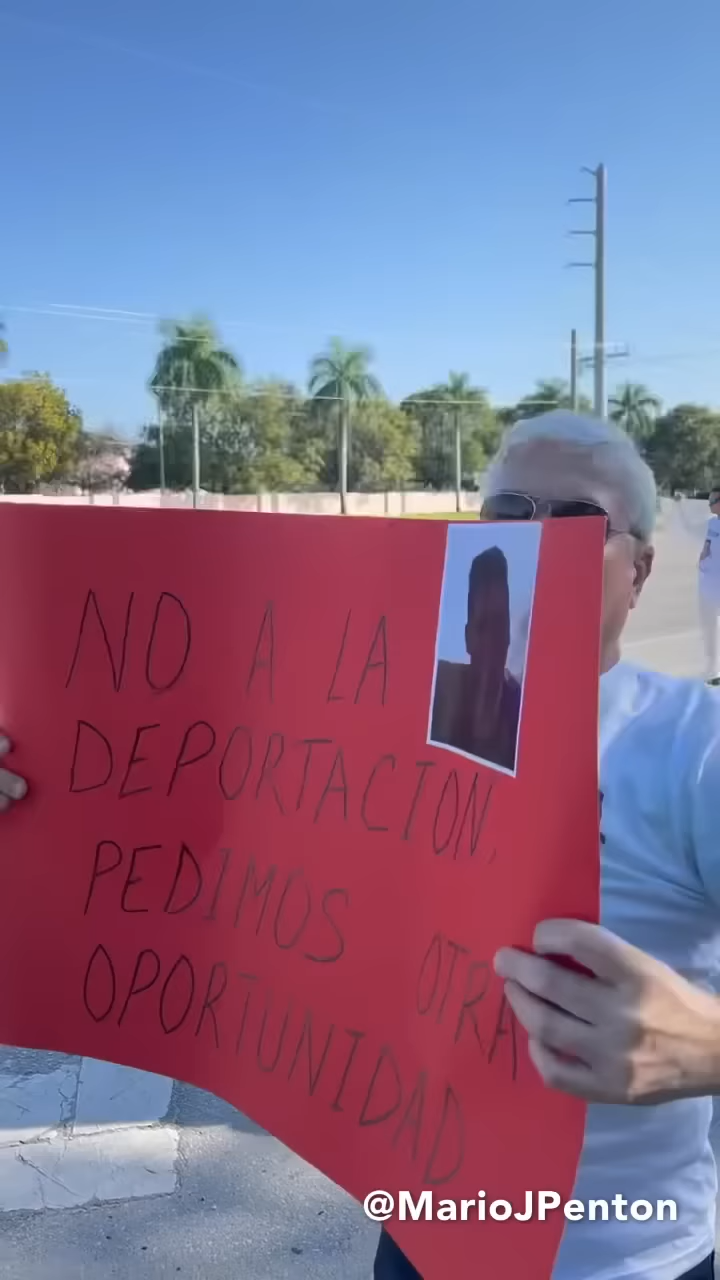 NO A LA
DEPORTACION.
PEDIMOS OTRA
OPORTUNIDAD
@MarioJPenton